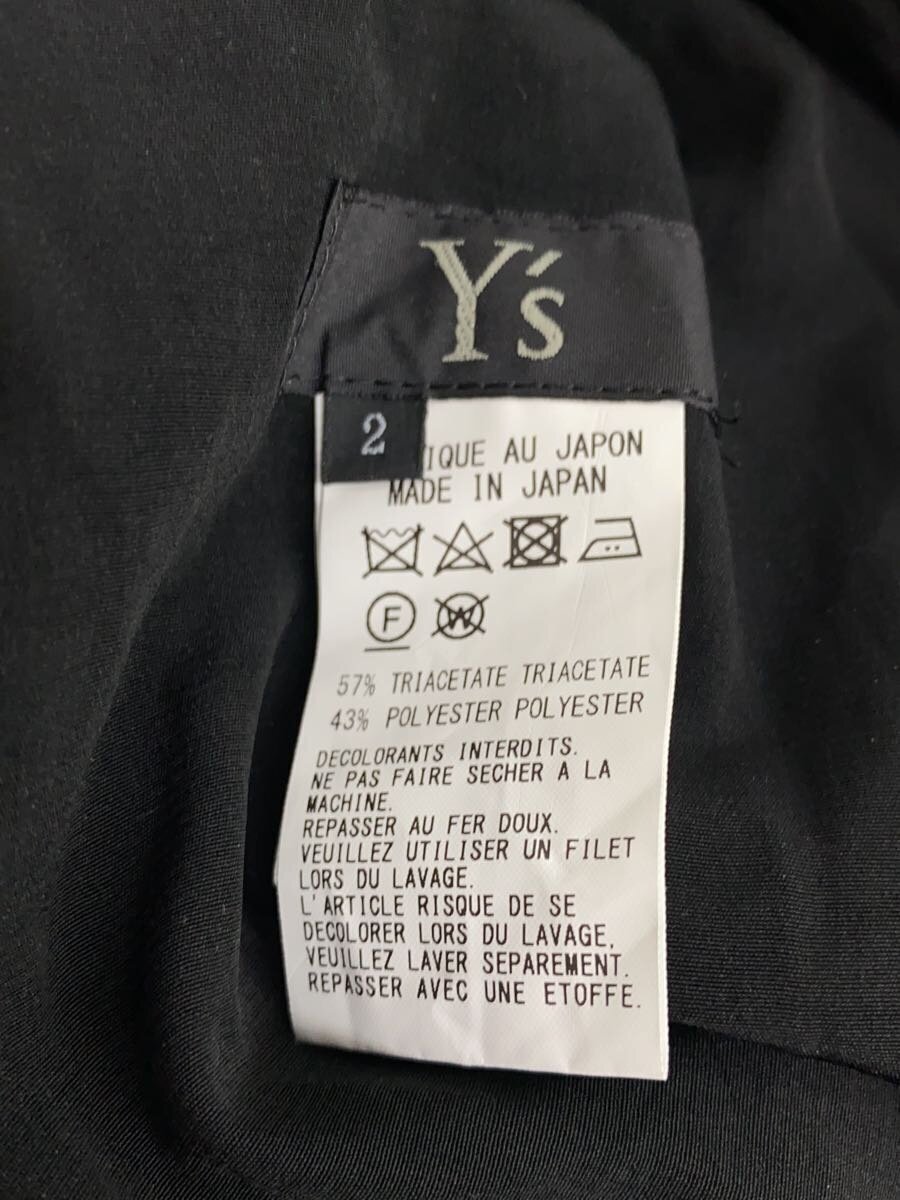 Y's
2
IQUE AU JAPON
MADE IN JAPAN
F W
57% TRIACETATE TRIACETATE
43% POLYESTER POLYESTER
DECOLORANTS INTERDITS.
NE PAS FAIRE SECHER A LA
MACHINE.
REPASSER AU FER DOUX.
VEUILLEZ UTILISER UN FILET
LORS DU LAVAGE.
L'ARTICLE RISQUE DE SE
DECOLORER LORS DU LAVAGE,
VEUILLEZ LAVER SEPAREMENT.
REPASSER AVEC UNE ETOFFE.